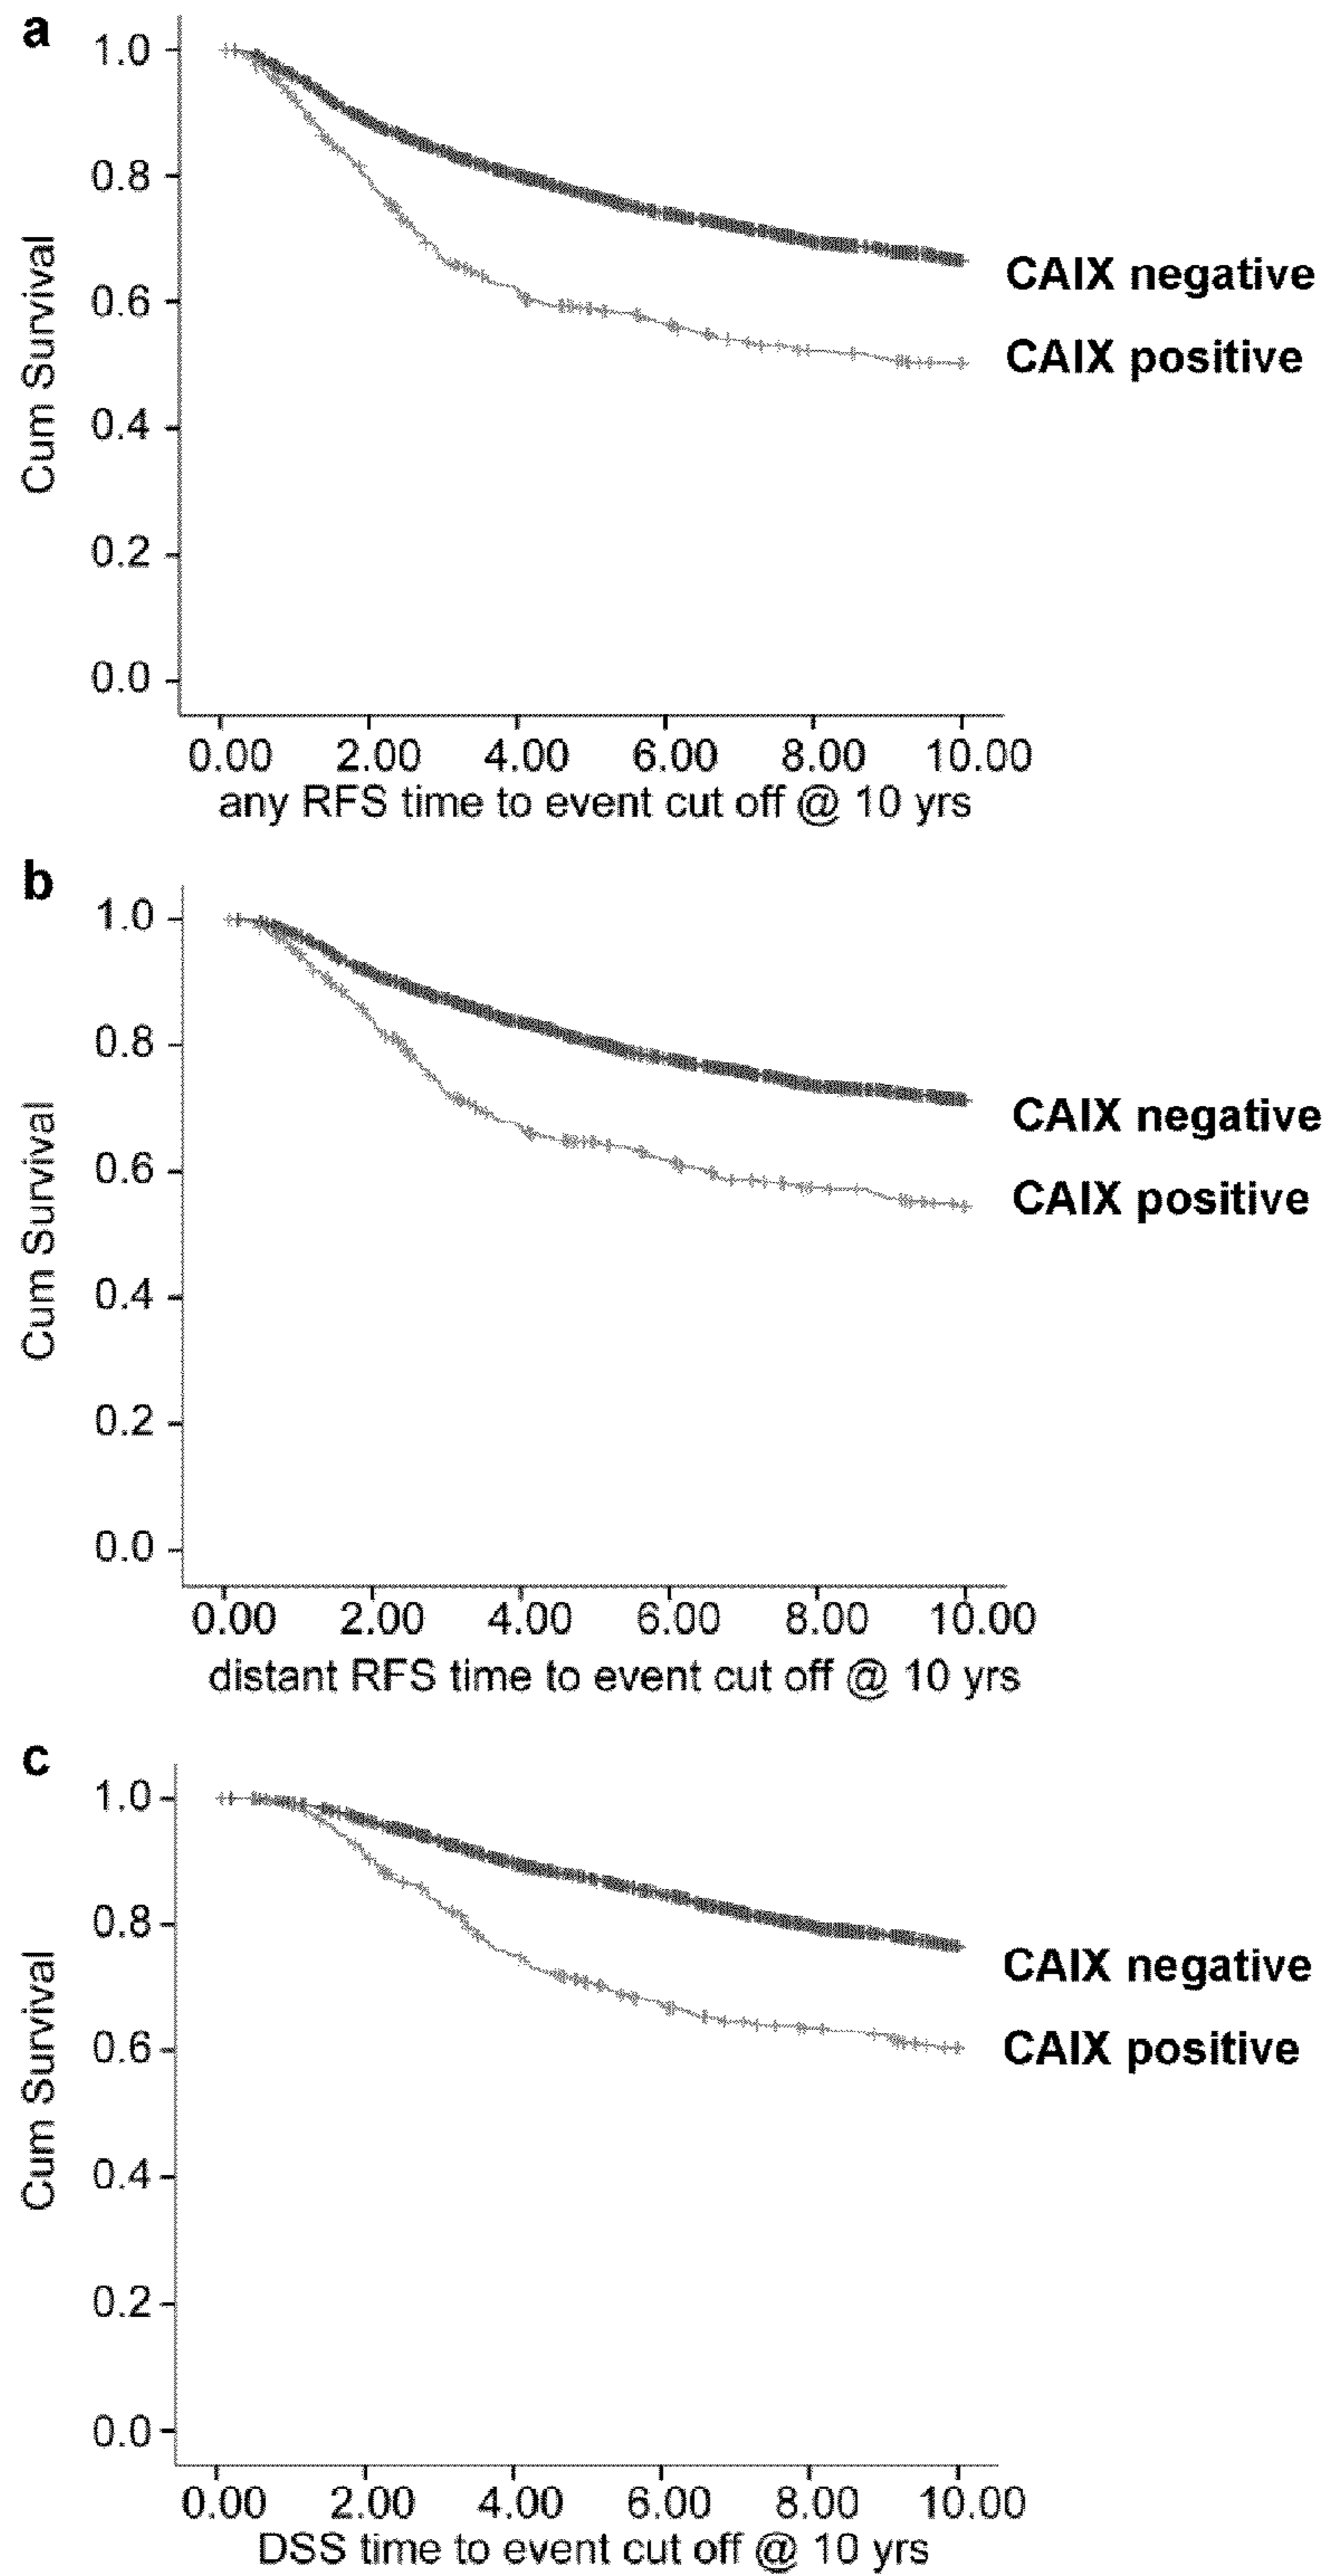 a
1.0
0.8
0.6
0.4
0.2
0.0
Cum Survival
CAIX negative
CAIX positive
0.00 2.00 4.00 6.00 8.00 10.00
any RFS time to event cut off @ 10 yrs
b
1.0
0.8
0.6
0.4
0.2
0.0
Cum Survival
CAIX negative
CAIX positive
0.00 2.00 4.00 6.00 8.00 10.00
distant RFS time to event cut off @ 10 yrs
c
1.0
0.8
0.6
0.4
0.2
0.0
Cum Survival
CAIX negative
CAIX positive
0.00 2.00 4.00 6.00 8.00 10.00
DSS time to event cut off @ 10 yrs